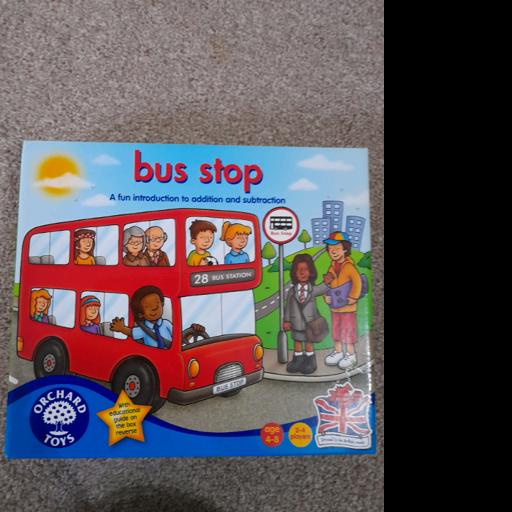 bus stop
A fun introduction to addition and subtraction
Bus Stop
28 BUS STATION
BUS STOP
ORCHARD
TOYS
With
educational
guide on
the box
reverse
age
4-8
2-4
players